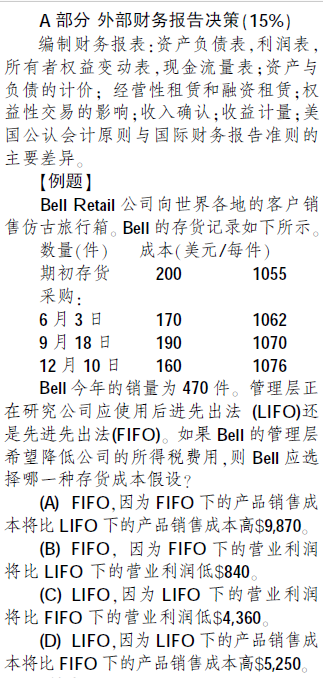 A 部分 外部财务报告决策(15%)
编制财务报表:资产负债表,利润表,
所有者权益变动表,现金流量表;资产与
负债的计价; 经营性租赁和融资租赁;权
益性交易的影响;收入确认;收益计量;美
国公认会计原则与国际财务报告准则的
主要差异。
【例题】
Bell Retail 公司向世界各地的客户销
售仿古旅行箱。Bell 的存货记录如下所示。
数量(件) 成本(美元/每件)
期初存货 200 1055
采购:
6 月 3 日 170 1062
9 月 18 日 190 1070
12 月 10 日 160 1076
Bell 今年的销量为 470 件。管理层正
在研究公司应使用后进先出法 (LIFO)还
是先进先出法(FIFO)。如果 Bell 的管理层
希望降低公司的所得税费用,则 Bell 应选
择哪一种存货成本假设?
(A) FIFO,因为 FIFO 下的产品销售成
本将比 LIFO 下的产品销售成本高$9,870。
(B) FIFO, 因为 FIFO 下的营业利润
将比 LIFO 下的营业利润低$840。
(C) LIFO,因为 LIFO 下的营业利润
将比 FIFO 下的营业利润低$4,360。
(D) LIFO,因为 LIFO 下的产品销售成
本将比 FIFO 下的产品销售成本高$5,250。